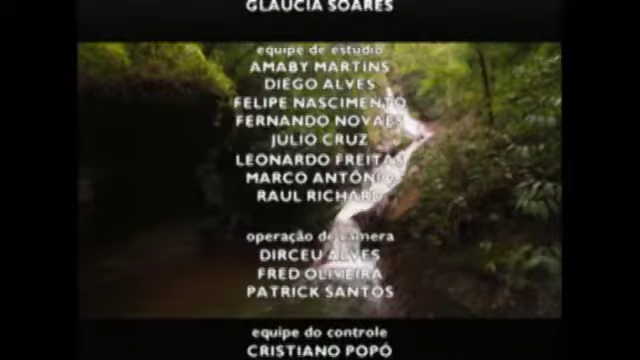 GLAUCIA SOARES
equipe de estúdio
AMABY MARTINS
DIEGO ALVES
FELIPE NASCIMENTO
FERNANDO NOVAES
JULIO CRUZ
LEONARDO FREITAS
MARCO ANTÔNIO
RAUL RICHARD
operação de câmera
DIRCEU ALVES
FRED OLIVEIRA
PATRICK SANTOS
equipe do controle
CRISTIANO POPÓ